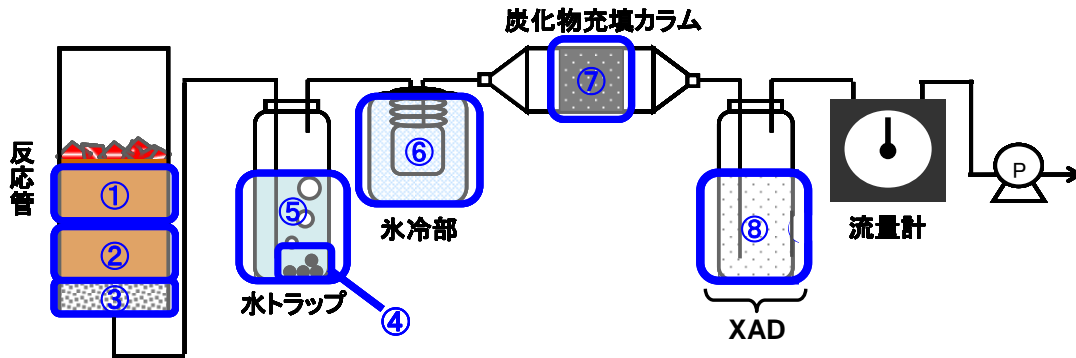 炭化物充填カラム
反応管
①
②
③
④
⑤
水トラップ
⑥
氷冷部
⑦
⑧
XAD
流量計
P